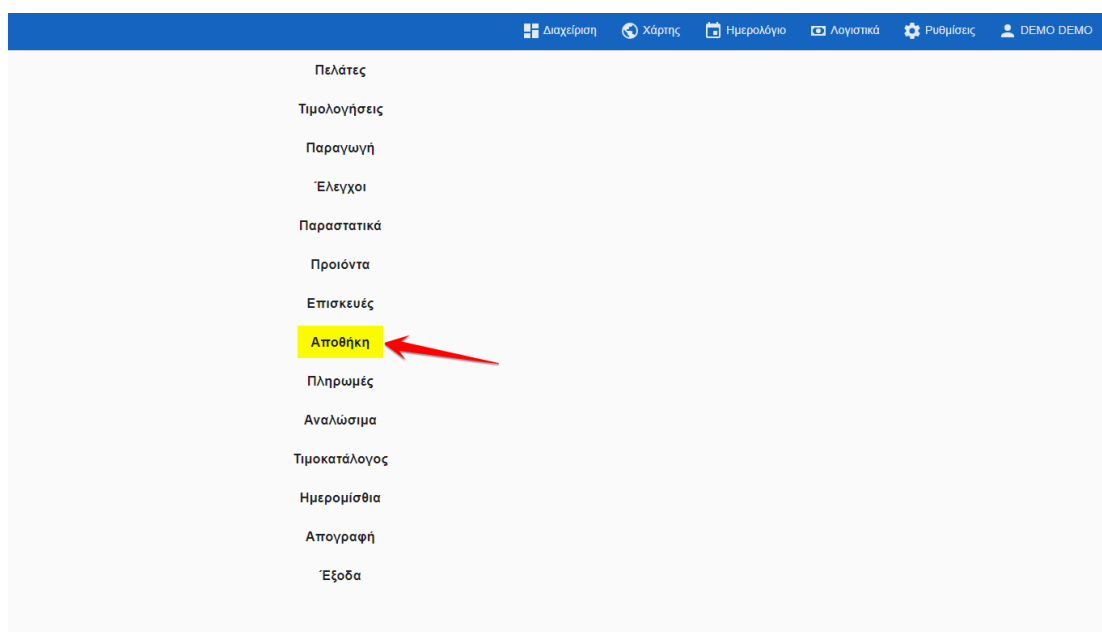 Διαχείριση Χάρτης Ημερολόγιο Λογιστικά Ρυθμίσεις DEMO DEMO
Πελάτες
Τιμολογήσεις
Παραγωγή
Έλεγχοι
Παραστατικά
Προιόντα
Επισκευές
Αποθήκη
Πληρωμές
Αναλώσιμα
Τιμοκατάλογος
Ημερομίσθια
Απογραφή
Έξοδα